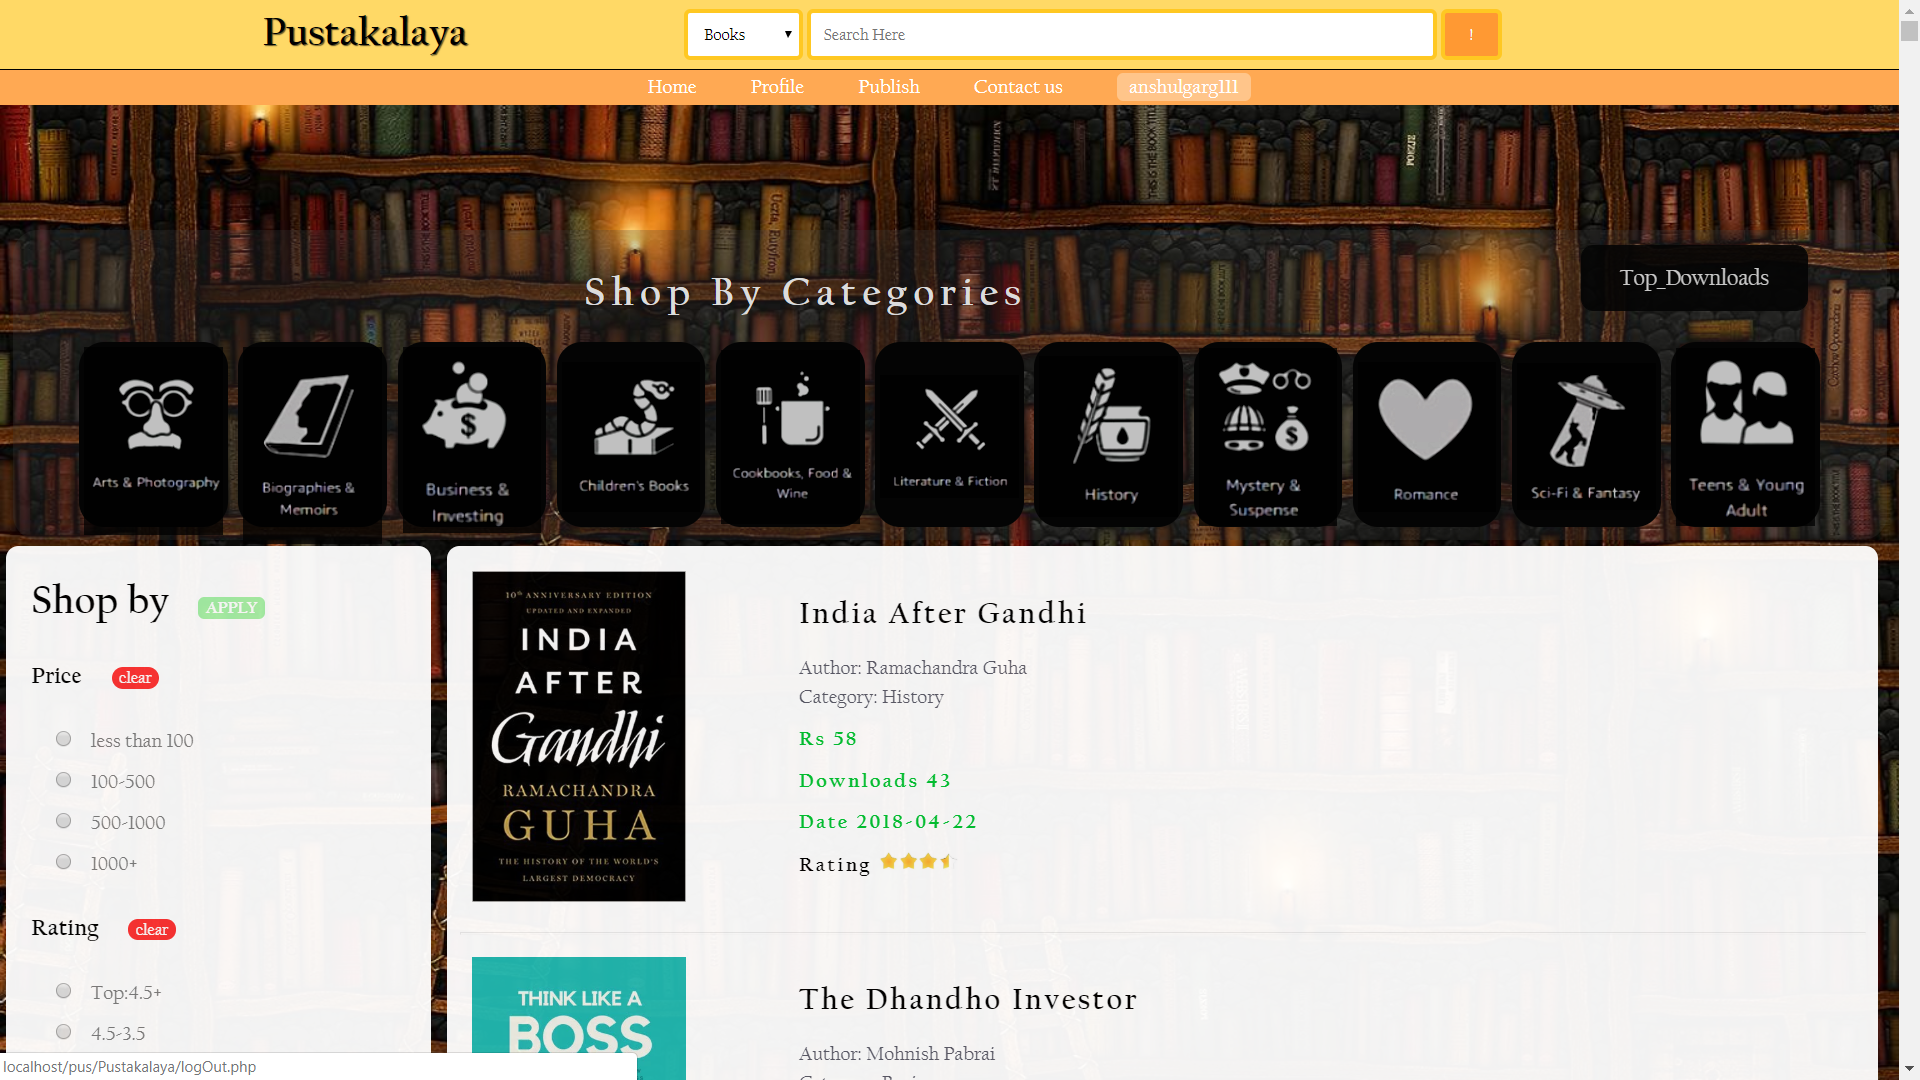 Pustakalaya
Books
Search Here
!
Home
Profile
Publish
Contact us
anshulgarg111
Shop By Categories
Top_Downloads
Arts & Photography
Biographies &
Memoirs
Business &
Investing
Children's Books
Cookbooks, Food &
Wine
Literature & Fiction
History
Mystery &
Suspense
Romance
Sci-Fi & Fantasy
Teens & Young
Adult
Shop by
APPLY
Price
clear
less than 100
100-500
500-1000
1000+
Rating
clear
Top:4.5+
4.5-3.5
10th ANNIVERSARY EDITION
UPDATED AND EXPANDED
INDIA
AFTER
Gandhi
RAMACHANDRA
GUHA
THE HISTORY OF THE WORLD'S
LARGEST DEMOCRACY
India After Gandhi
Author: Ramachandra Guha
Category: History
Rs 58
Downloads 43
Date 2018-04-22
Rating
THINK LIKE A
BOSS
The Dhandho Investor
Author: Mohnish Pabrai
localhost/pus/Pustakalaya/logOut.php